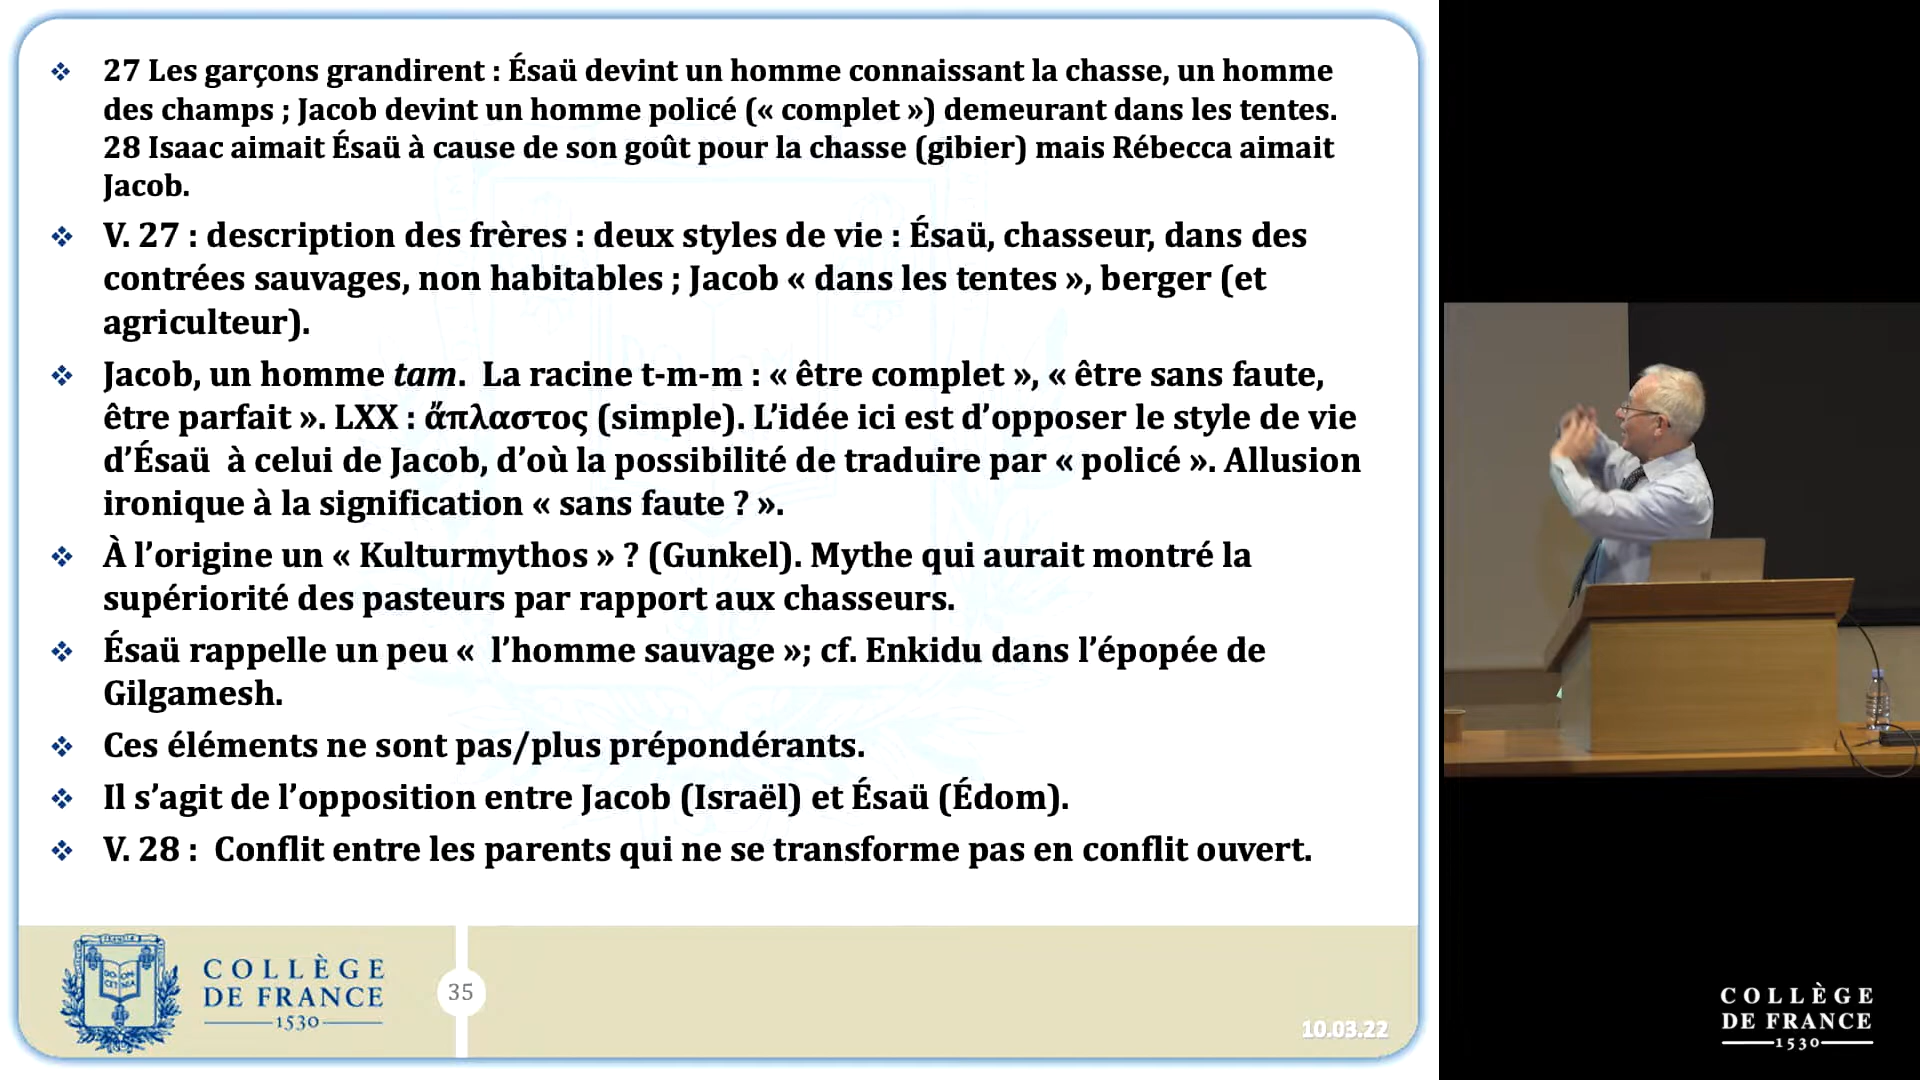 27 Les garçons grandirent : Ésaü devint un homme connaissant la chasse, un homme
des champs ; Jacob devint un homme policé (« complet ») demeurant dans les tentes.
28 Isaac aimait Ésaü à cause de son goût pour la chasse (gibier) mais Rébecca aimait
Jacob.
V. 27 : description des frères : deux styles de vie : Ésaü, chasseur, dans des
contrées sauvages, non habitables ; Jacob « dans les tentes », berger (et
agriculteur).
Jacob, un homme tam.  La racine t-m-m : « être complet », « être sans faute,
être parfait ». LXX : ἄπλαστος (simple). L’idée ici est d’opposer le style de vie
d’Ésaü  à celui de Jacob, d’où la possibilité de traduire par « policé ». Allusion
ironique à la signification « sans faute ? ».
À l’origine un « Kulturmythos » ? (Gunkel). Mythe qui aurait montré la
supériorité des pasteurs par rapport aux chasseurs.
Ésaü rappelle un peu «  l’homme sauvage »; cf. Enkidu dans l’épopée de
Gilgamesh.
Ces éléments ne sont pas/plus prépondérants.
Il s’agit de l’opposition entre Jacob (Israël) et Ésaü (Édom).
V. 28 :  Conflit entre les parents qui ne se transforme pas en conflit ouvert.
COLLÈGE
DE FRANCE
1530
35
10.03.22
COLLÈGE
DE FRANCE
1530